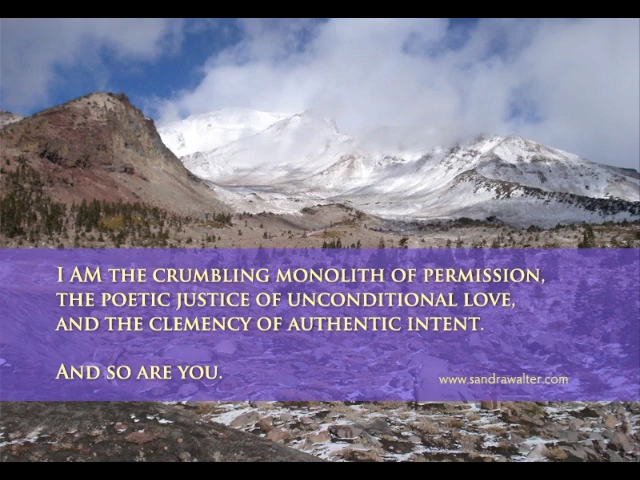 I AM THE CRUMBLING MONOLITH OF PERMISSION,
THE POETIC JUSTICE OF UNCONDITIONAL LOVE,
AND THE CLEMENCY OF AUTHENTIC INTENT.
AND SO ARE YOU.
www.sandrawalter.com